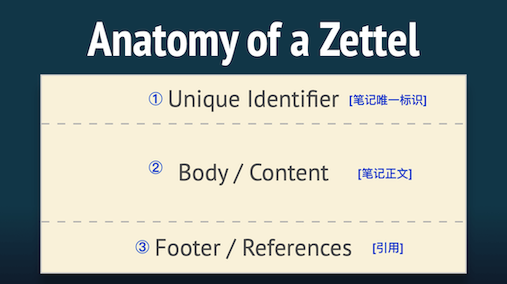 Anatomy of a Zettel
① Unique Identifier [笔记唯一标识]
② Body / Content [笔记正文]
③ Footer / References [引用]